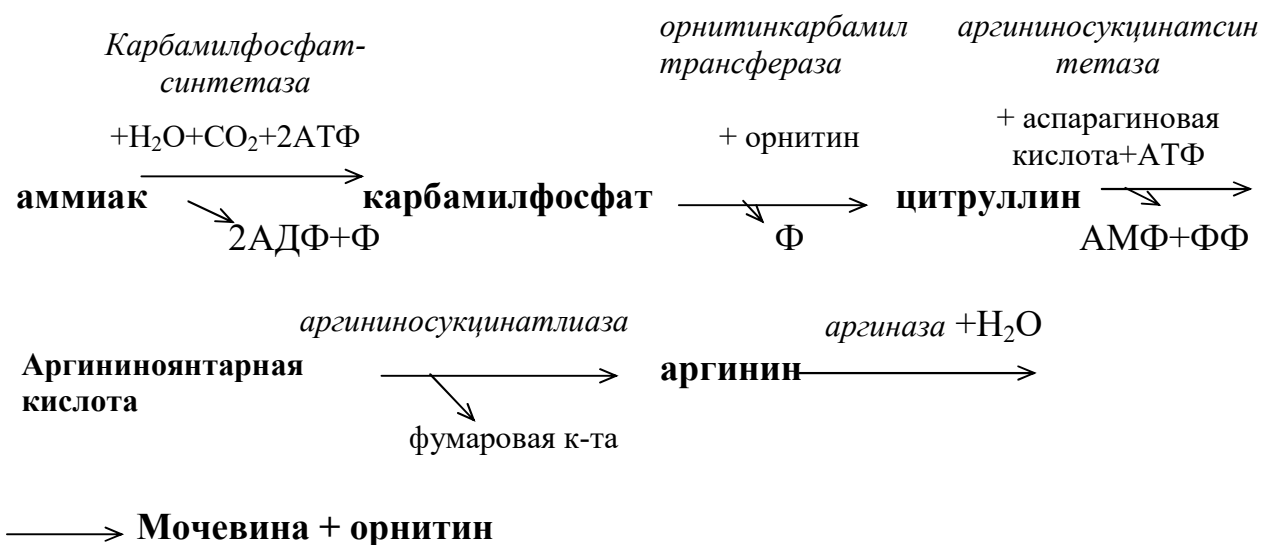 Карбамилфосфат-
синтетаза
орнитинкарбамил
трансфераза
аргининосукцинатсин
тетаза
+H₂O+CO₂+2АТФ
+ орнитин
+ аспарагиновая
кислота+АТФ
аммиак
карбамилфосфат
цитруллин
2АДФ+Ф
Ф
АМФ+ФФ
аргининосукцинатлиаза
аргиназа +H₂O
Аргининоянтарная
кислота
аргинин
фумаровая к-та
Мочевина + орнитин